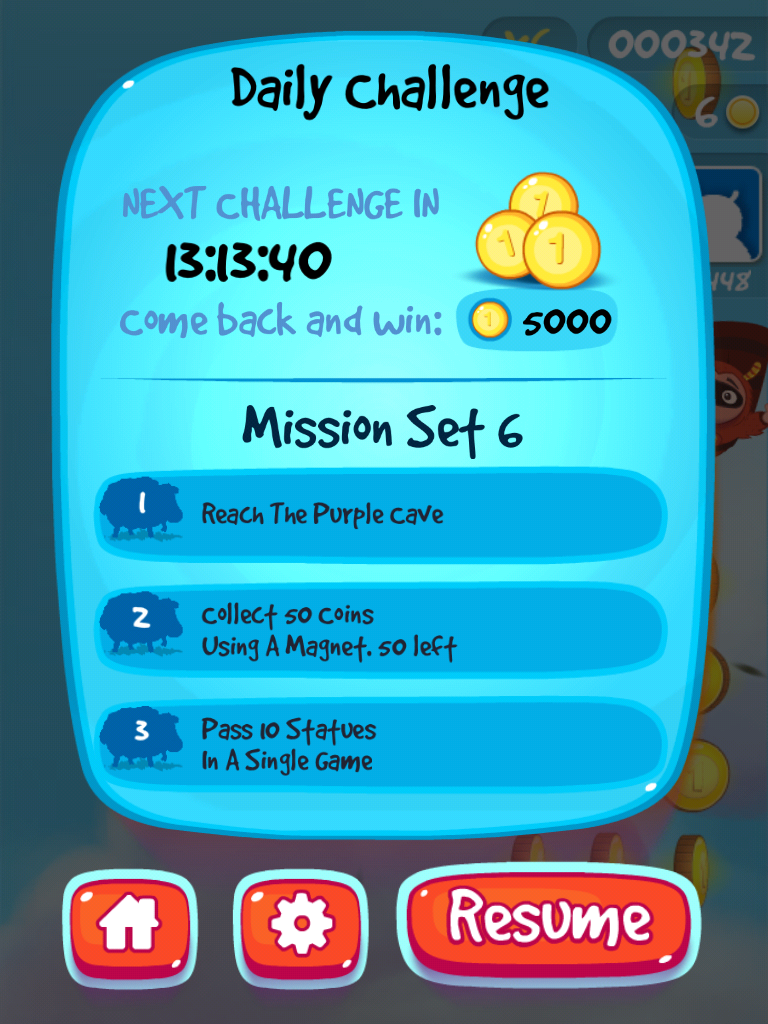 X6
000342
6
Daily Challenge
NEXT CHALLENGE IN
13:13:40
Come back and win:
1 5000
Mission Set 6
1 Reach The Purple Cave
2 Collect 50 Coins
Using A Magnet. 50 left
3 Pass 10 Statues
In A Single Game
Resume